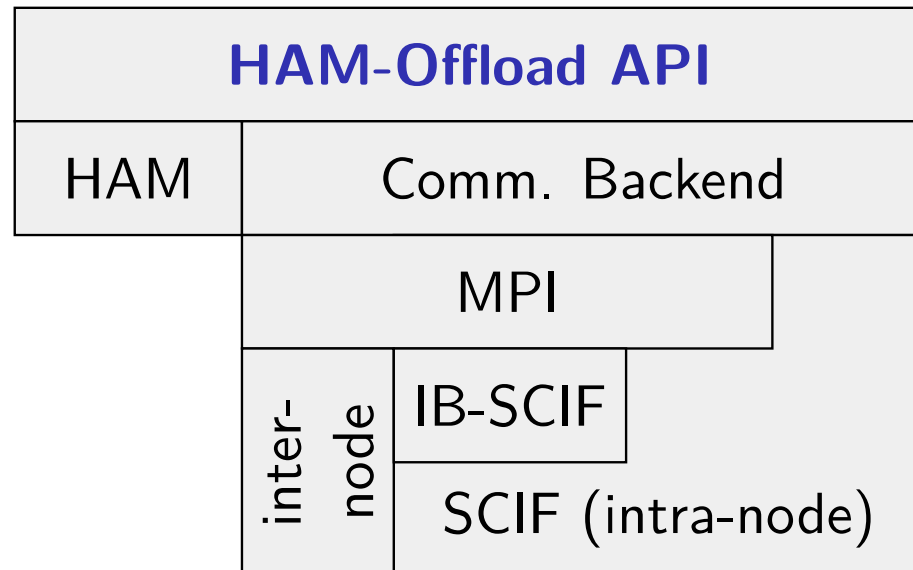 HAM-Offload API
HAM
Comm. Backend
MPI
inter-
node
IB-SCIF
SCIF (intra-node)